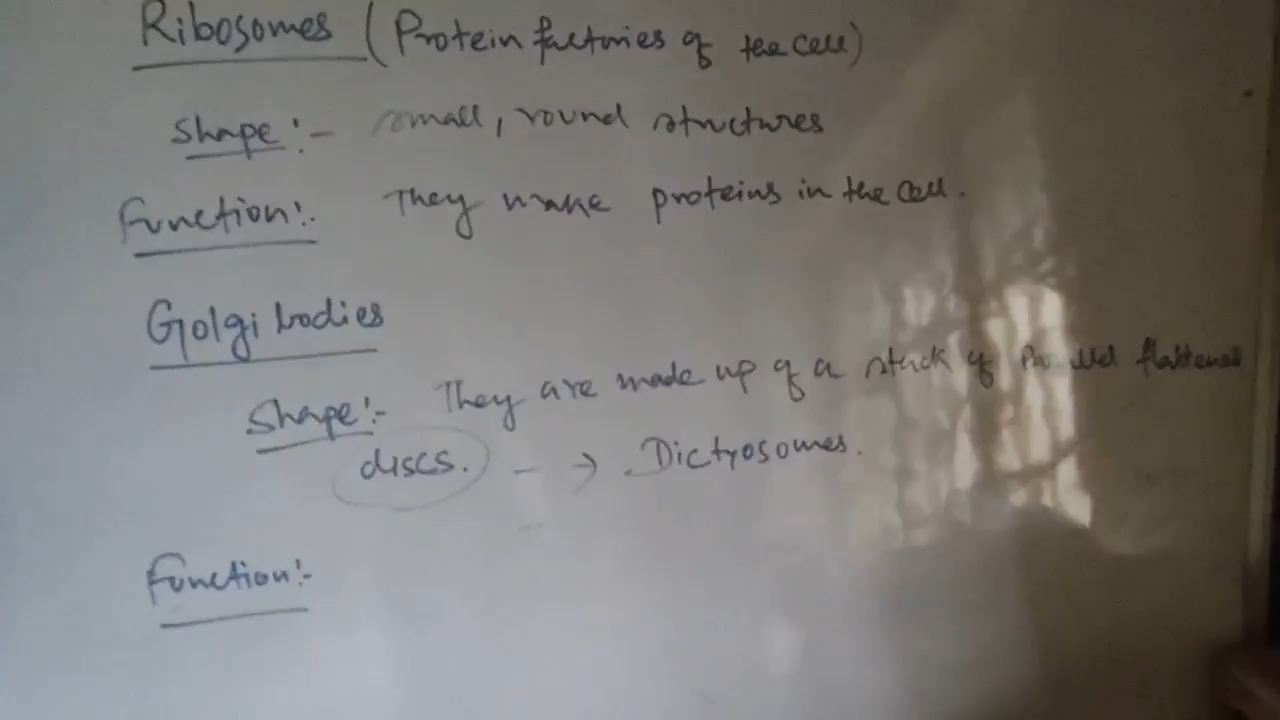 Ribosomes (Protein factories of the cell)
Shape:- small, round structures
Function:- They make proteins in the cell.
Golgi bodies
Shape:- They are made up of a stack of Parallel flattened
discs. - → Dictyosomes.
Function:-